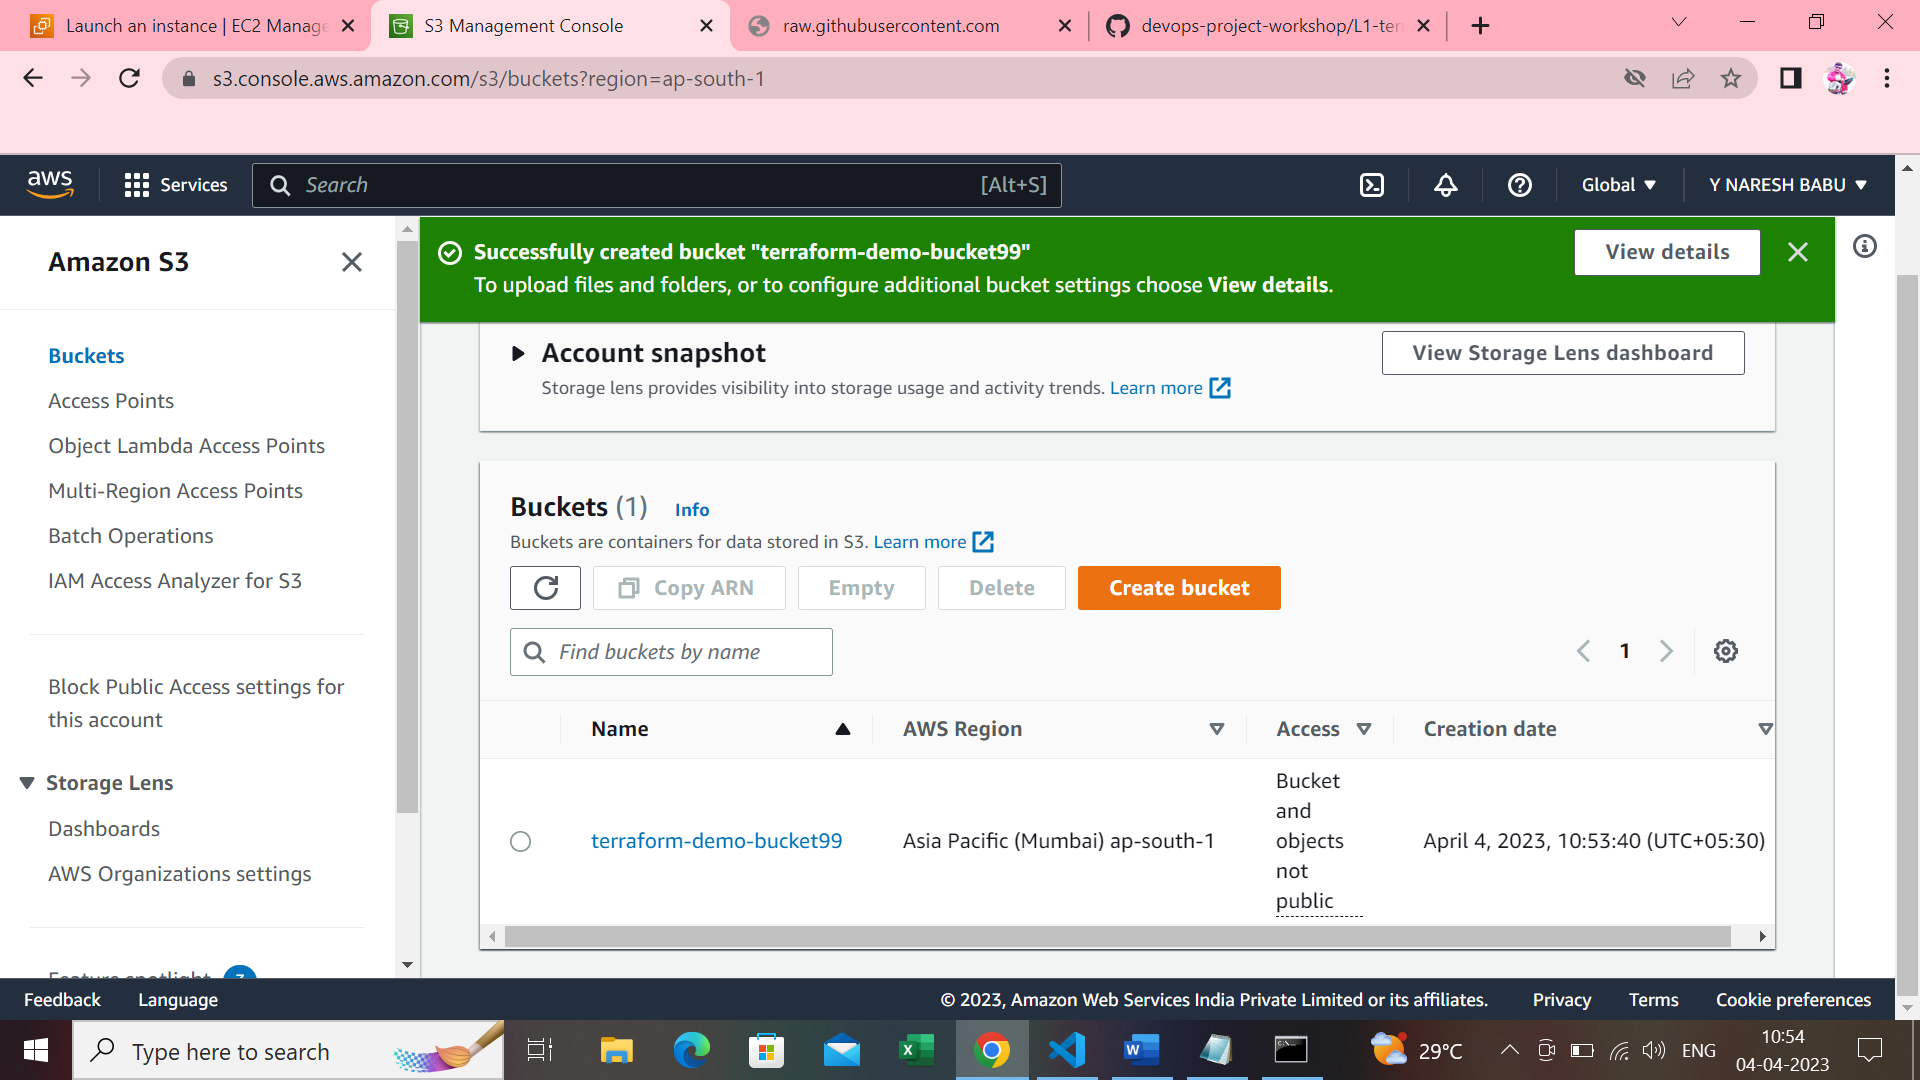 Launch an instance | EC2 Manage
S3 Management Console
raw.githubusercontent.com
devops-project-workshop/L1-terr
s3.console.aws.amazon.com/s3/buckets?region=ap-south-1
aws
Services
Search
[Alt+S]
Global
Y NARESH BABU
Amazon S3
Buckets
Access Points
Object Lambda Access Points
Multi-Region Access Points
Batch Operations
IAM Access Analyzer for S3
Block Public Access settings for
this account
Storage Lens
Dashboards
AWS Organizations settings
Feature spotlight
Successfully created bucket "terraform-demo-bucket99"
To upload files and folders, or to configure additional bucket settings choose View details.
View details
Account snapshot
Storage lens provides visibility into storage usage and activity trends. Learn more
View Storage Lens dashboard
Buckets (1) Info
Buckets are containers for data stored in S3. Learn more
Copy ARN
Empty
Delete
Create bucket
Find buckets by name
1
Name
AWS Region
Access
Creation date
terraform-demo-bucket99
Asia Pacific (Mumbai) ap-south-1
Bucket
and
objects
not
public
April 4, 2023, 10:53:40 (UTC+05:30)
Feedback
Language
© 2023, Amazon Web Services India Private Limited or its affiliates.
Privacy
Terms
Cookie preferences
Type here to search
29°C
ENG
10:54
04-04-2023